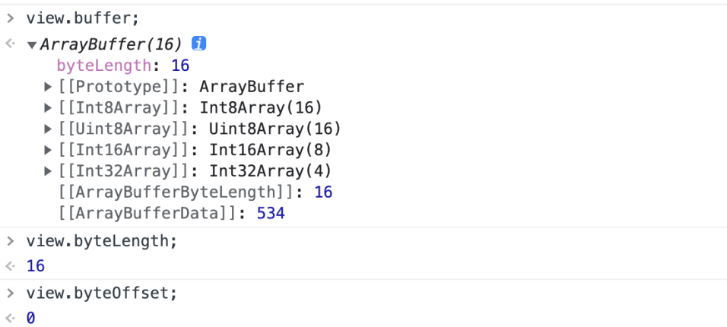 > view.buffer;
<· ▼ArrayBuffer(16) i
byteLength: 16
▶ [[Prototype]]: ArrayBuffer
▶ [[Int8Array]]: Int8Array(16)
▶ [[Uint8Array]]: Uint8Array(16)
▶ [[Int16Array]]: Int16Array(8)
▶ [[Int32Array]]: Int32Array(4)
[[ArrayBufferByteLength]]: 16
[[ArrayBufferData]]: 534
> view.byteLength;
<· 16
> view.byteOffset;
<· 0